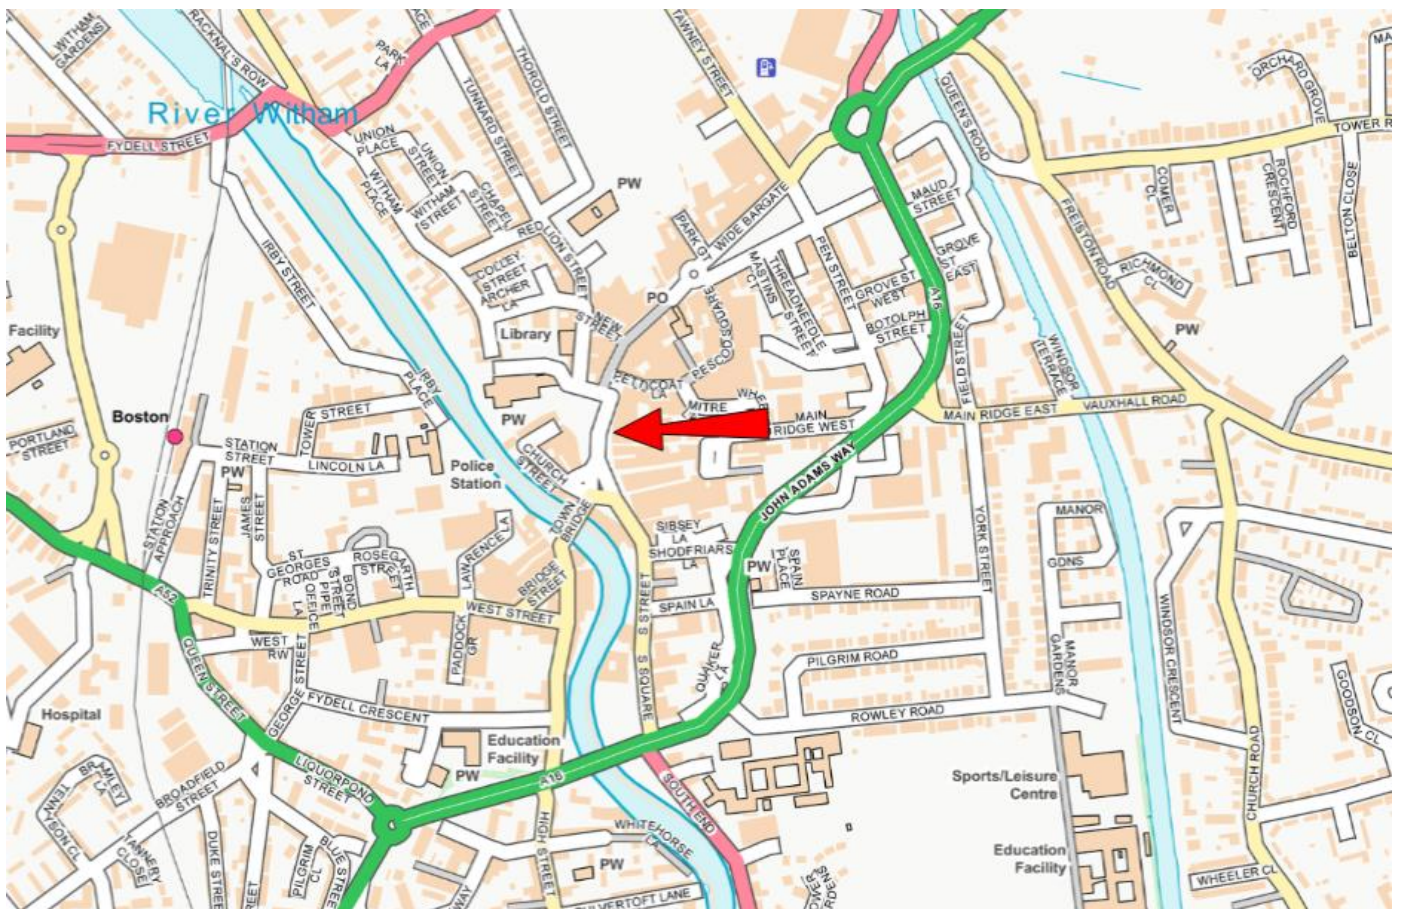 WITHAM
GARDENS
TRACKNAL'S ROW
PARK
LA
THOROLD STREET
TUNNARD STREET
TAWNEY STREET
QUEEN'S ROAD
ORCHARD GROVE
TOWER R
River Witham
FYDELL STREET
UNION
PLACE
UNION
STREET
WITHAM
PLACE
WITHAM
STREET
CHAPEL
STREET
PW
RED LION STREET
PARK GT
WIDE BARGATE
MAUD
STREET
COMER
CL
ROCHFORD
CRESCENT
BELTON CLOSE
FREISTON ROAD
IRBY STREET
COLLEY
STREET
ARCHER
LA
PEN STREET
GROVE
ST
EAST
RICHMOND
CL
MASTINS
CT
THREADNEEDLE
STREET
GROVE ST
WEST
A16
PO
SQUARE
BOTOLPH
STREET
PW
Facility
Library
NEW
STREET
PESCOD
FIELD STREET
WINDSOR
TERRACE
IRBY
PLACE
PW
LA
MITRE
MAIN
RIDGE WEST
MAIN RIDGE EAST
VAUXHALL ROAD
Boston
PORTLAND
STREET
TOWER
STREET
STATION
STREET
LINCOLN LA
PW
Police
Station
CHURCH
STREET
JOHN ADAMS WAY
STATION
APPROACH
TRINITY STREET
JAMES
STREET
TOWN
BRIDGE
YORK STREET
MANOR
GDNS
SIBSEY
LA
SHODFRIARS
LA
PW
SPAIN
PLACE
ST
GEORGES
ROAD
ROSEGARTH
STREET
LAWRENCE LA
BOND
STREET
PIPE
OFFICE
LA
BRIDGE
STREET
A52
WEST STREET
SPAIN LA
SPAYNE ROAD
WINDSOR CRESCENT
WEST
RW
PADDOCK
GR
S STREET
PILGRIM ROAD
MANOR
GARDENS
QUEEN STREET
GEORGE STREET
QUAKER
LA
GOODSON CL
Hospital
FYDELL CRESCENT
S SQUARE
ROWLEY ROAD
Education
Facility
PW
CHURCH ROAD
BROADFIELD
STREET
LIQUORPOND
STREET
A16
SOUTH END
Sports/Leisure
Centre
TANNERY
CLOSE
DUKE STREET
PILGRIM
CL
BLUE STREE
HIGH STREET
WHITEHORSE
LA
PW
Education
Facility
WHEELER CL
WAY